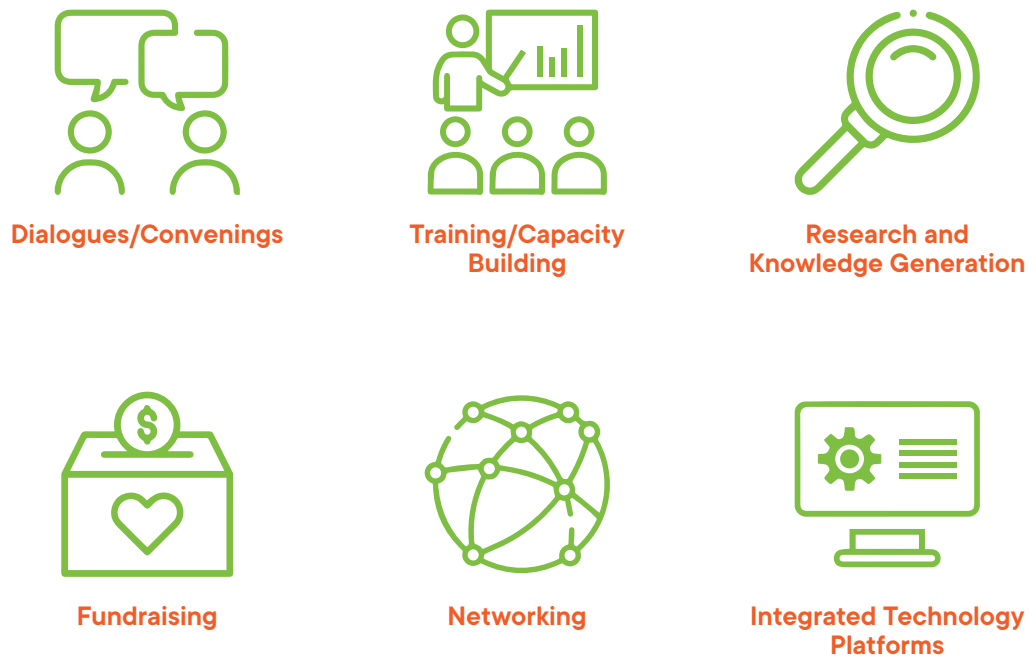 Dialogues/Convenings
Training/Capacity
Building
Research and
Knowledge Generation
$
Fundraising
Networking
Integrated Technology
Platforms